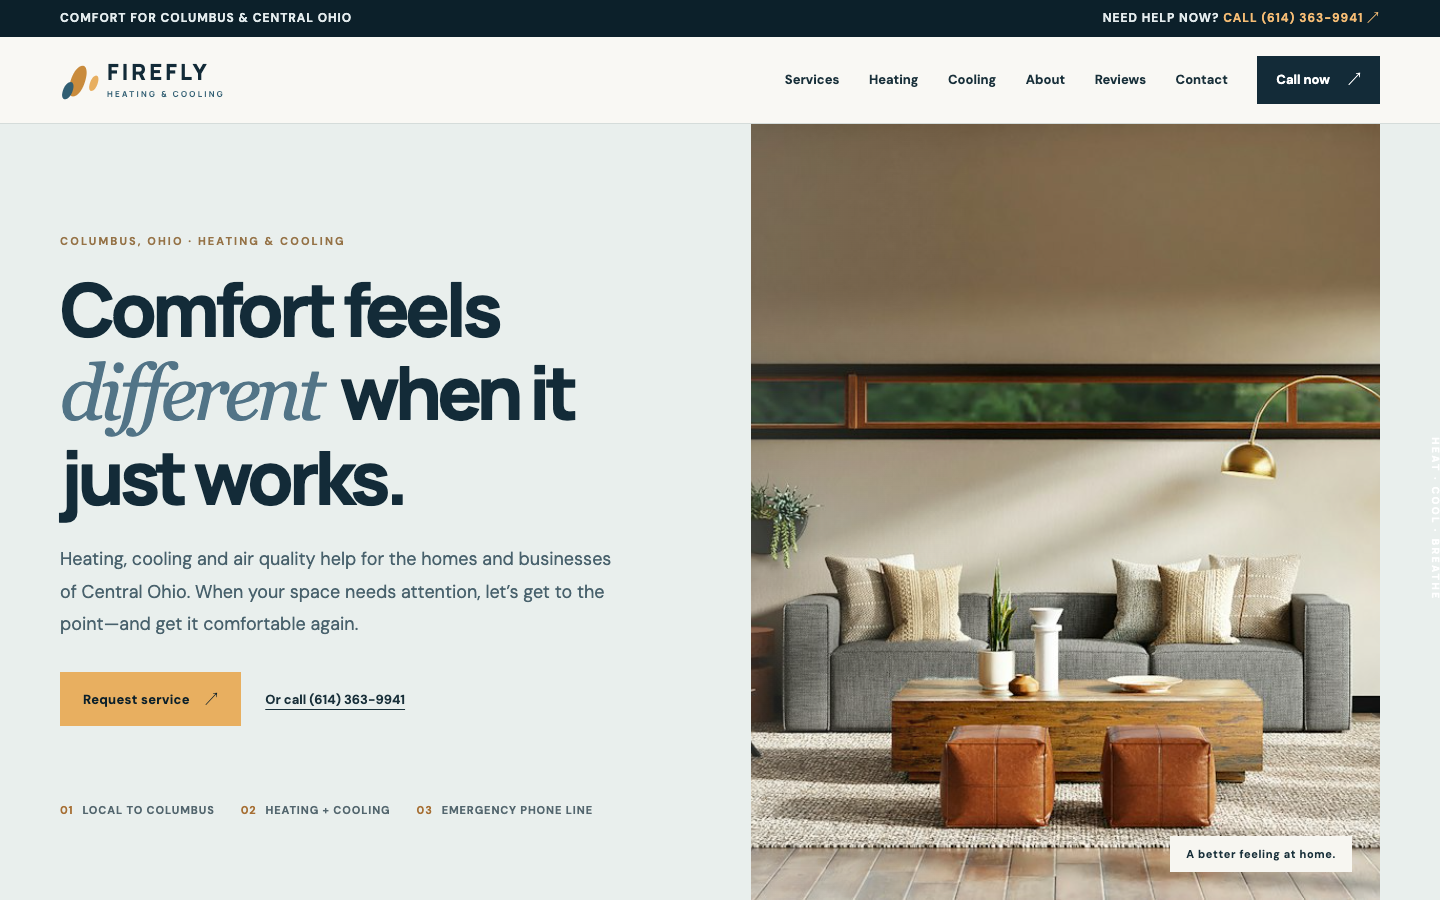 COMFORT FOR COLUMBUS & CENTRAL OHIO
NEED HELP NOW? CALL (614) 363-9941 ↗
FIREFLY
HEATING & COOLING
Services
Heating
Cooling
About
Reviews
Contact
Call now ↗
COLUMBUS, OHIO · HEATING & COOLING
Comfort feels
different when it
just works.
Heating, cooling and air quality help for the homes and businesses
of Central Ohio. When your space needs attention, let’s get to the
point—and get it comfortable again.
Request service ↗
Or call (614) 363-9941
01 LOCAL TO COLUMBUS
02 HEATING + COOLING
03 EMERGENCY PHONE LINE
A better feeling at home.
HEAT · COOL · BREATHE